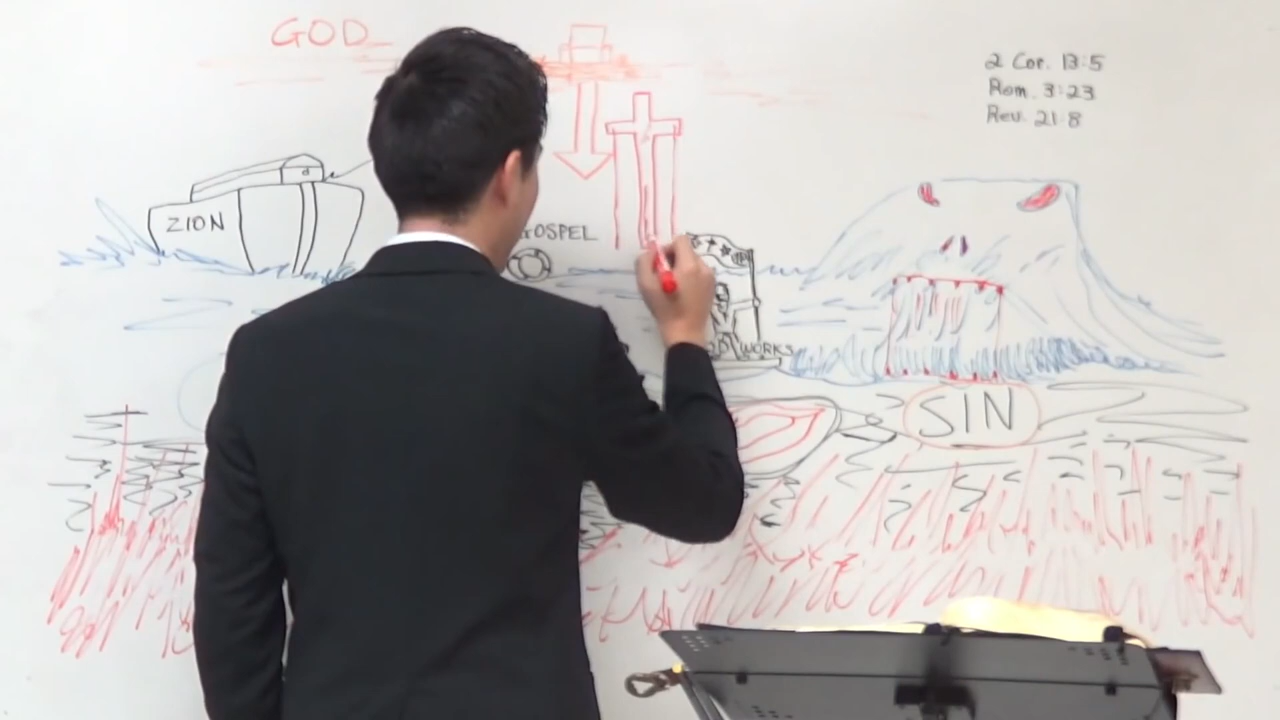 GOD
2 Cor. 13:5
Rom. 3:23
Rev. 21:8
ZION
GOSPEL
WORKS
SIN